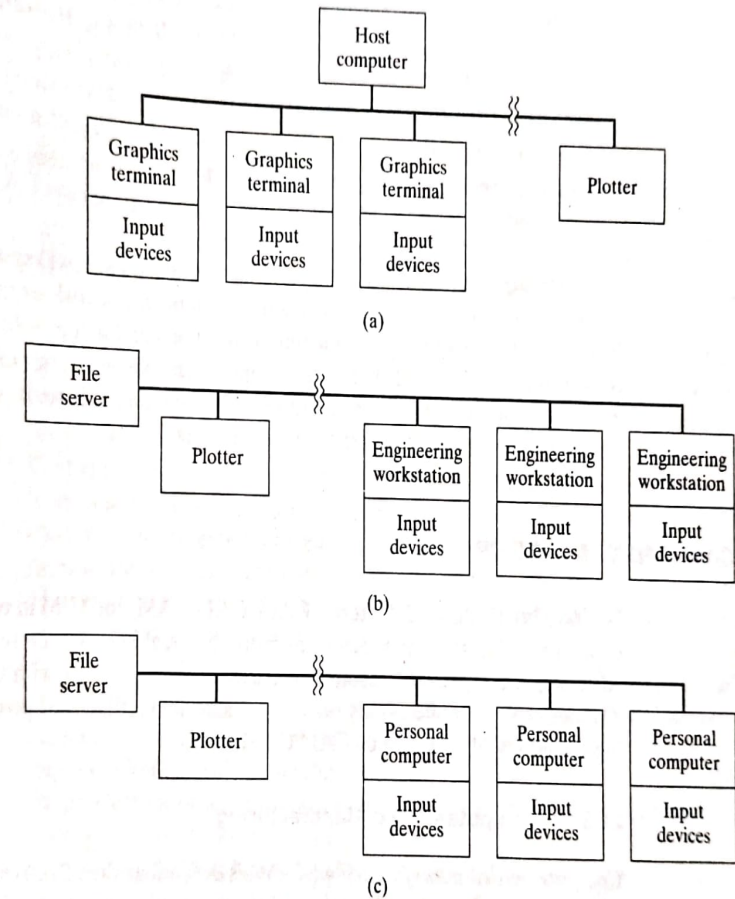 Host
computer
Graphics
terminal
Input
devices
Graphics
terminal
Input
devices
Graphics
terminal
Input
devices
Plotter
(a)
File
server
Plotter
Engineering
workstation
Input
devices
Engineering
workstation
Input
devices
Engineering
workstation
Input
devices
(b)
File
server
Plotter
Personal
computer
Input
devices
Personal
computer
Input
devices
Personal
computer
Input
devices
(c)